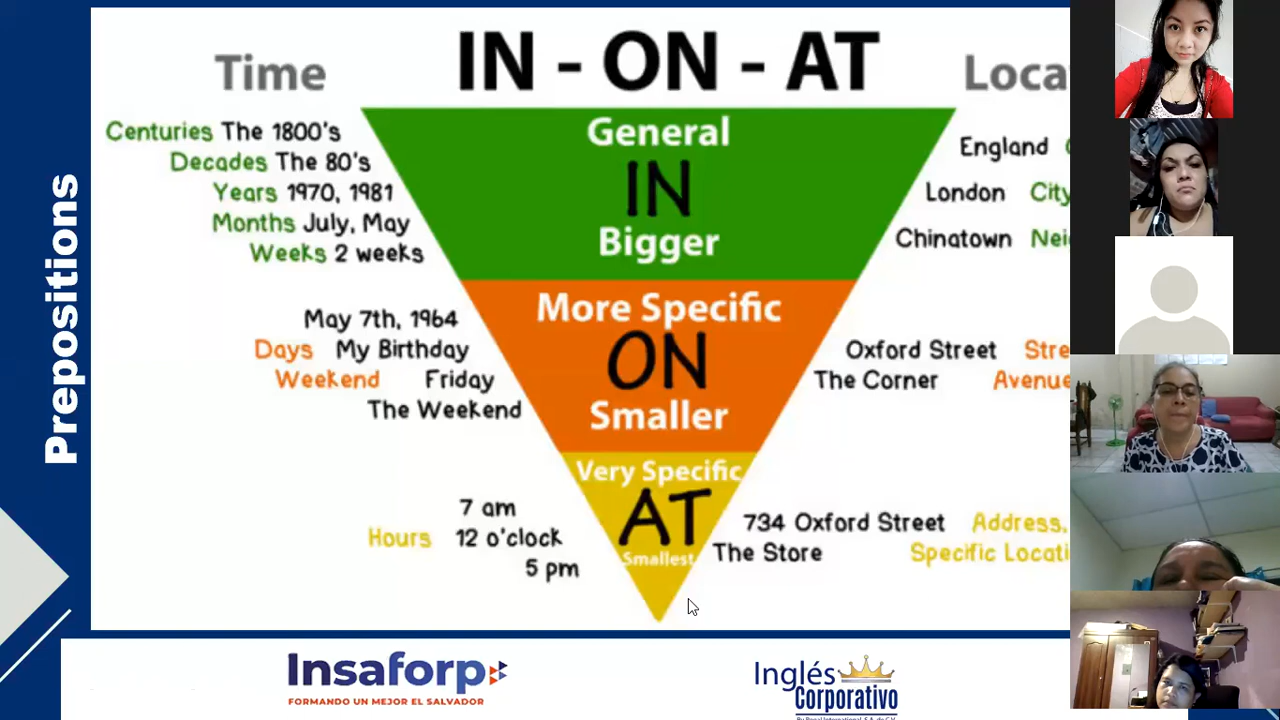 Prepositions
IN - ON - AT
Time
Centuries The 1800's
Decades The 80's
Years 1970, 1981
Months July, May
Weeks 2 weeks
May 7th, 1964
Days My Birthday
Weekend Friday
The Weekend
7 am
Hours 12 o'clock
5 pm
General
IN
Bigger
More Specific
ON
Smaller
Very Specific
AT
Smallest
England
London City
Chinatown
Oxford Street
The Corner Avenue
734 Oxford Street Address,
The Store Specific
Insaforp
FORMANDO UN MEJOR EL SALVADOR
Inglés
Corporativo